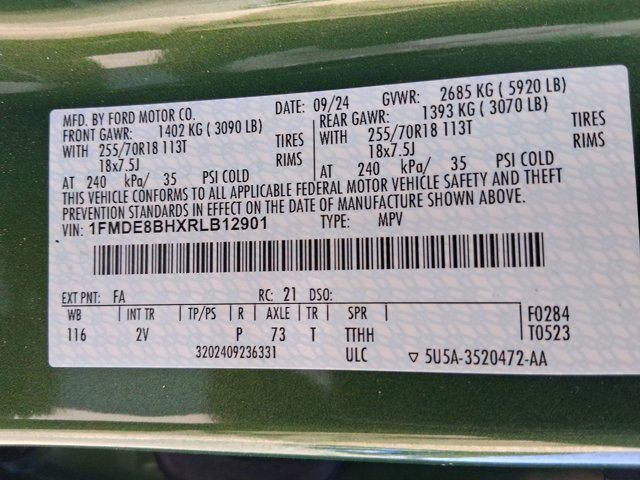 MFD. BY FORD MOTOR CO. DATE: 09/24 GVWR: 2685 KG ( 5920 LB)
FRONT GAWR: 1402 KG ( 3090 LB) REAR GAWR: 1393 KG ( 3070 LB)
WITH 255/70R18 113T TIRES WITH 255/70R18 113T TIRES
18x7.5J RIMS 18x7.5J RIMS
AT 240 kPa/ 35 PSI COLD AT 240 kPa/ 35 PSI COLD
THIS VEHICLE CONFORMS TO ALL APPLICABLE FEDERAL MOTOR VEHICLE SAFETY AND THEFT
PREVENTION STANDARDS IN EFFECT ON THE DATE OF MANUFACTURE SHOWN ABOVE.
VIN: 1FMDE8BHXRLB12901 TYPE: MPV
EXT PNT: FA RC: 21 DSO:
WB INT TR TP/PS R AXLE TR SPR F0284
116 2V P 73 T TTHH T0523
3202409236331 ULC ▽ 5U5A-3520472-AA